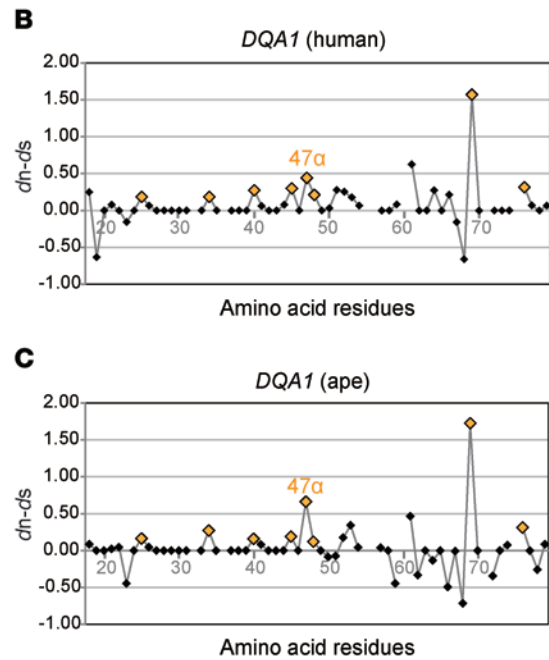 B
DQA1 (human)
2.00
1.50
1.00
0.50
0.00
-0.50
-1.00
dn-ds
47α
20 30 40 50 60 70
Amino acid residues
C
DQA1 (ape)
2.00
1.50
1.00
0.50
0.00
-0.50
-1.00
dn-ds
47α
20 30 40 50 60 70
Amino acid residues